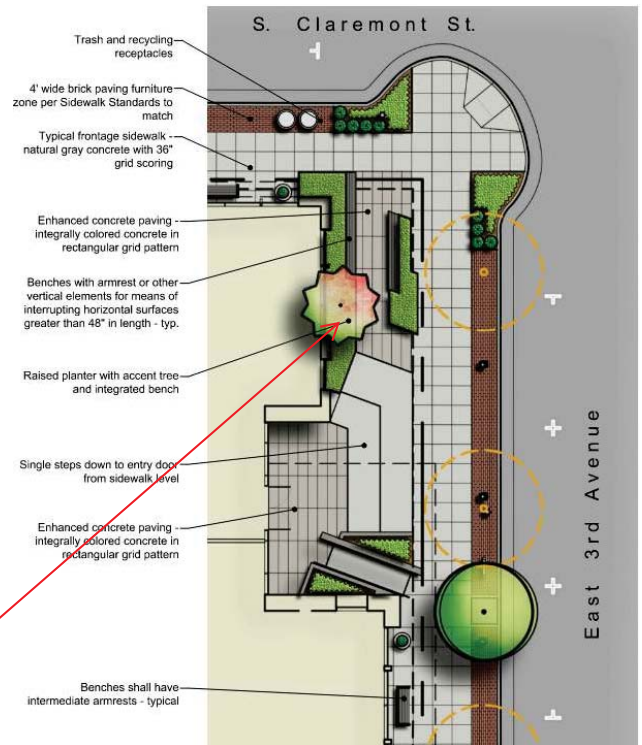 S. Claremont St.
Trash and recycling
receptacles
4' wide brick paving furniture
zone per Sidewalk Standards to
match
Typical frontage sidewalk -
natural gray concrete with 36"
grid scoring
Enhanced concrete paving -
integrally colored concrete in
rectangular grid pattern
Benches with armrest or other
vertical elements for means of
interrupting horizontal surfaces
greater than 48" in length - typ.
Raised planter with accent tree
and integrated bench
Single steps down to entry door
from sidewalk level
Enhanced concrete paving -
integrally colored concrete in
rectangular grid pattern
Benches shall have
intermediate armrests - typical
East 3rd Avenue